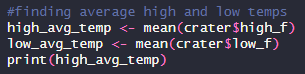 #finding average high and low temps
high_avg_temp <- mean(crater$high_f)
low_avg_temp <- mean(crater$low_f)
print(high_avg_temp)